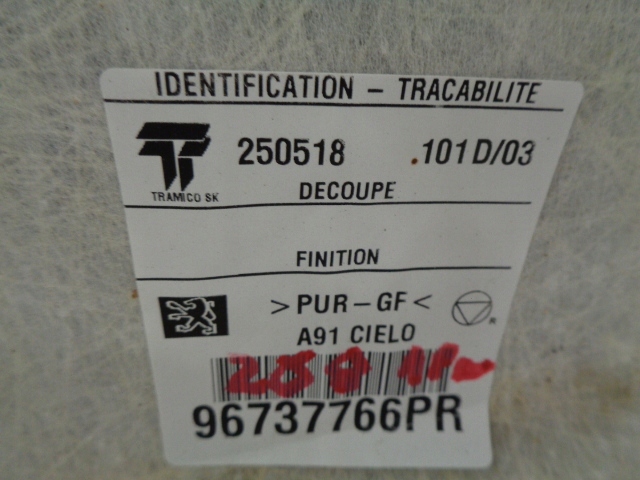 IDENTIFICATION - TRACABILITE
250518 .101D/03
TRAMICO SK
DECOUPE
FINITION
>PUR-GF< R
A91 CIELO
96737766PR